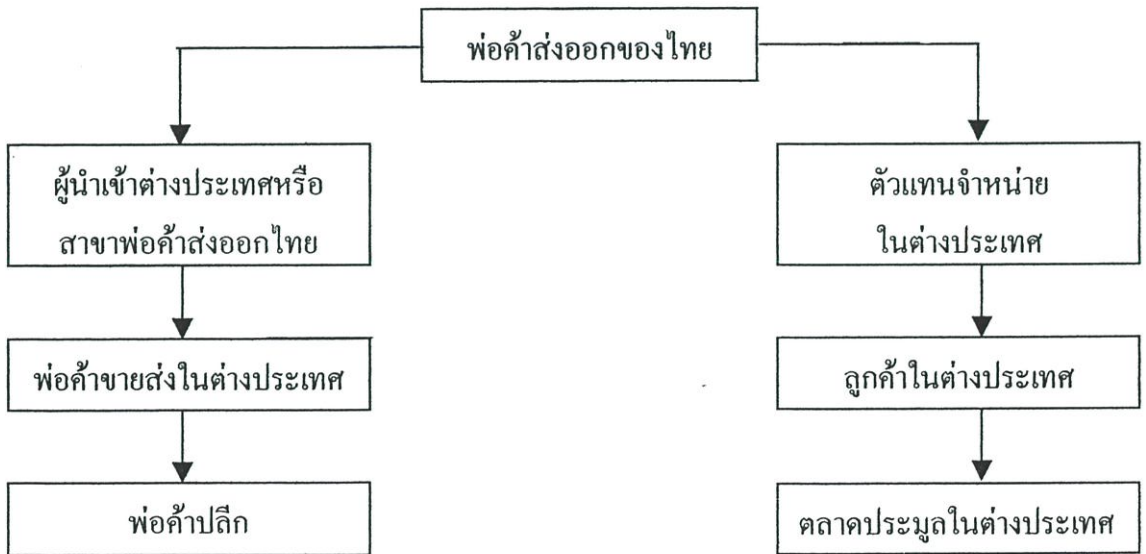 พ่อค้าส่งออกของไทย
ผู้นำเข้าต่างประเทศหรือ
สาขาพ่อค้าส่งออกไทย
ตัวแทนจำหน่าย
ในต่างประเทศ
พ่อค้าขายส่งในต่างประเทศ
ลูกค้าในต่างประเทศ
พ่อค้าปลีก
ตลาดประมูลในต่างประเทศ